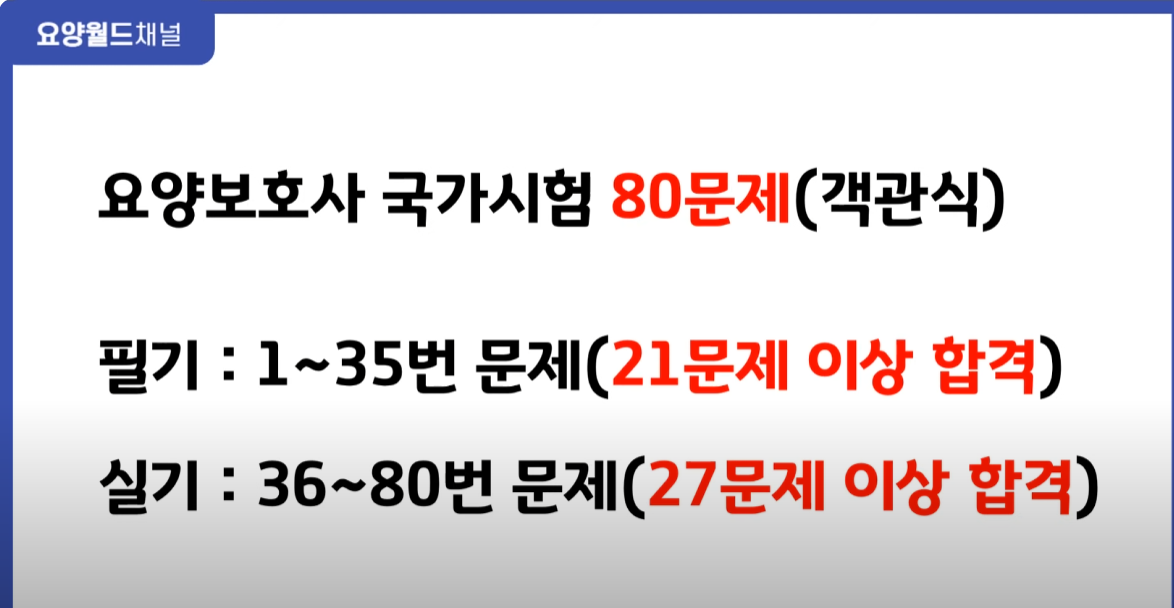 요양월드채널
요양보호사 국가시험 80문제(객관식)
필기 : 1~35번 문제(21문제 이상 합격)
실기 : 36~80번 문제(27문제 이상 합격)